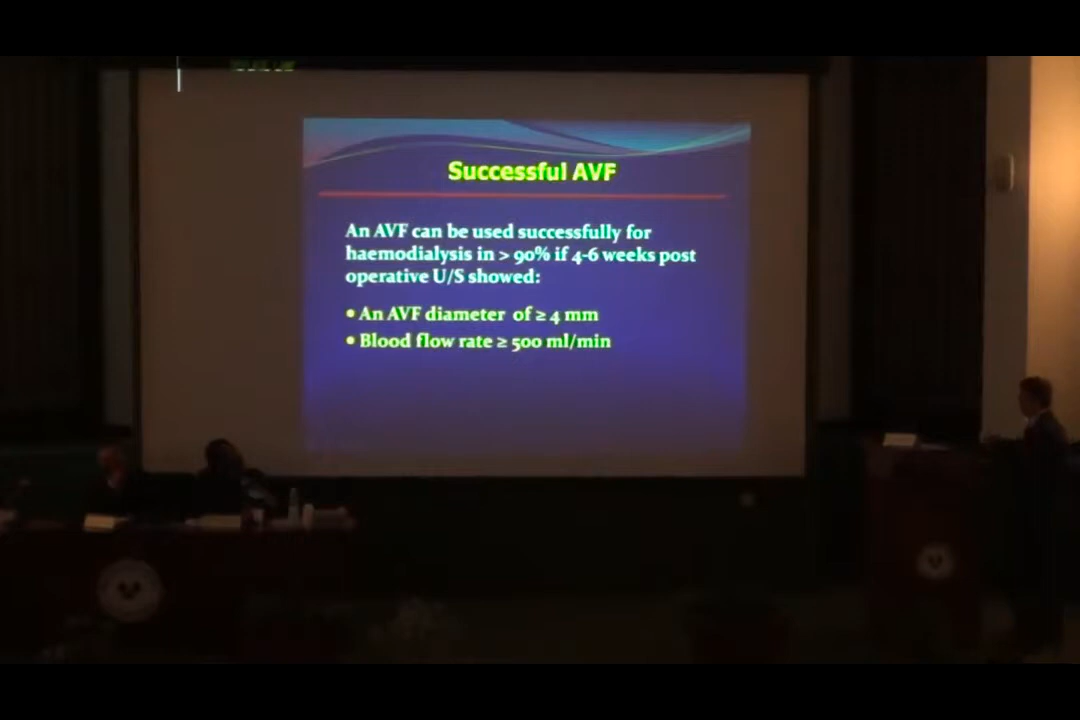 Successful AVF
An AVF can be used successfully for
haemodialysis in > 90% if 4-6 weeks post
operative U/S showed:
• An AVF diameter of ≥ 4 mm
• Blood flow rate ≥ 500 ml/min